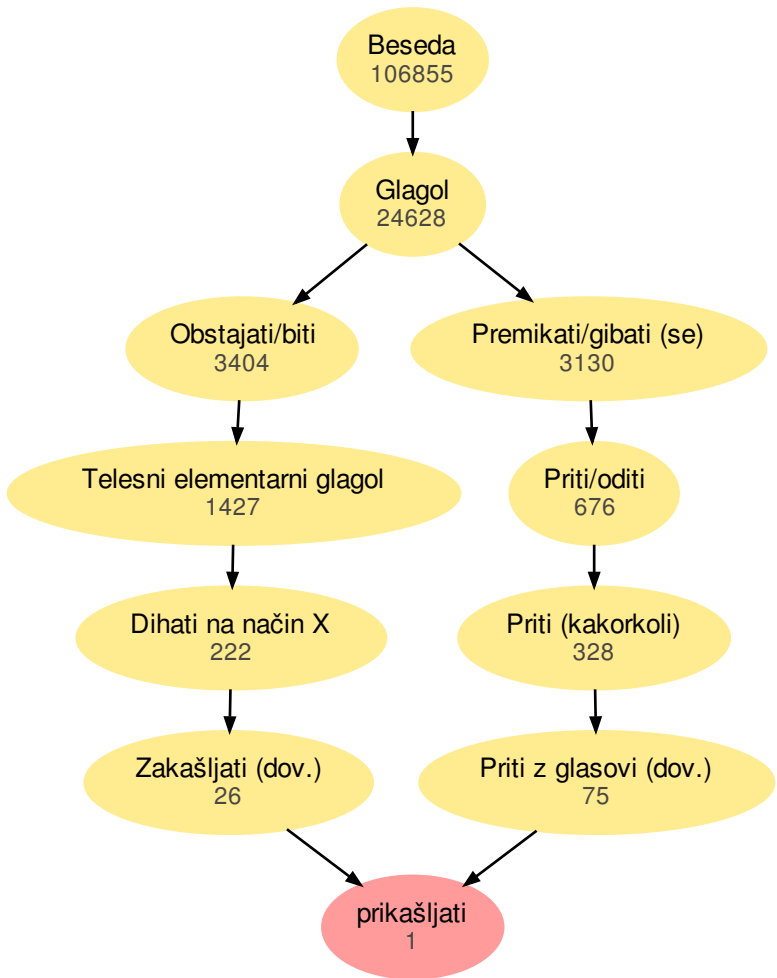 Beseda
106855
Glagol
24628
Obstajati/biti
3404
Premikati/gibati (se)
3130
Telesni elementarni glagol
1427
Priti/oditi
676
Dihati na način X
222
Priti (kakorkoli)
328
Zakašljati (dov.)
26
Priti z glasovi (dov.)
75
prikašljati
1